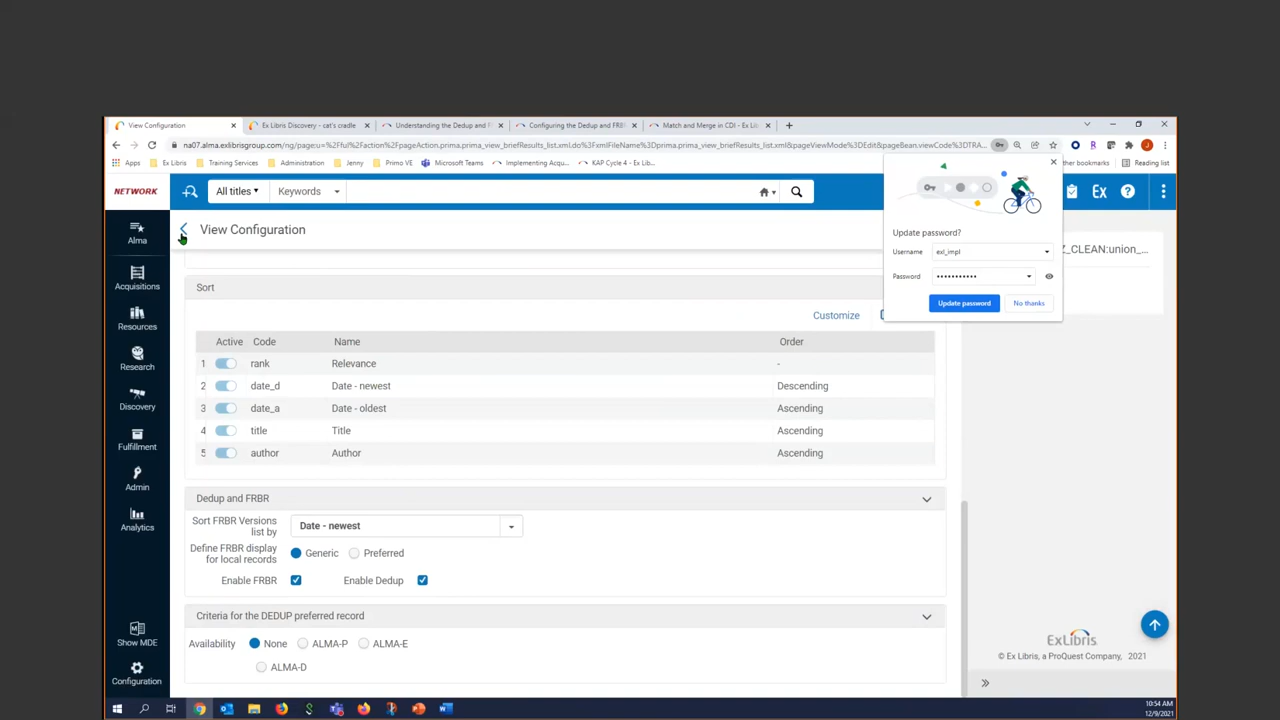 View Configuration
Ex Libris Discovery - cat's cradle
Understanding the Dedup and F
Configuring the Dedup and FRB
Match and Merge in CDI - Ex Lib
na07.alma.exlibrisgroup.com/ng/page;u=%2Fful%2Faction%2FpageAction.prima.prima_view_briefResults_list.xml.do%3FxmlFileName%3Dprima.prima_view_briefResults_list.xml&pageViewMode%3DEdit&pageBean.viewCode%3DTRA...
Apps
Ex Libris
Training Services
Administration
Jenny
Primo VE
Microsoft Teams
Implementing Acqu...
KAP Cycle 4 - Ex Lib...
ther bookmarks
Reading list
NETWORK
All titles
Keywords
Ex
Alma
View Configuration
Z_CLEAN:union_...
Update password?
Username
exl_impl
Password
•••••••••••
Update password
No thanks
Acquisitions
Resources
Research
Discovery
Fulfillment
Admin
Analytics
Show MDE
Configuration
Sort
Customize
Active Code Name Order
1 rank Relevance -
2 date_d Date - newest Descending
3 date_a Date - oldest Ascending
4 title Title Ascending
5 author Author Ascending
Dedup and FRBR
Sort FRBR Versions
list by
Date - newest
Define FRBR display
for local records
Generic Preferred
Enable FRBR Enable Dedup
Criteria for the DEDUP preferred record
Availability None ALMA-P ALMA-E
ALMA-D
ExLibris
© Ex Libris, a ProQuest Company, 2021
10:54 AM
12/9/2021